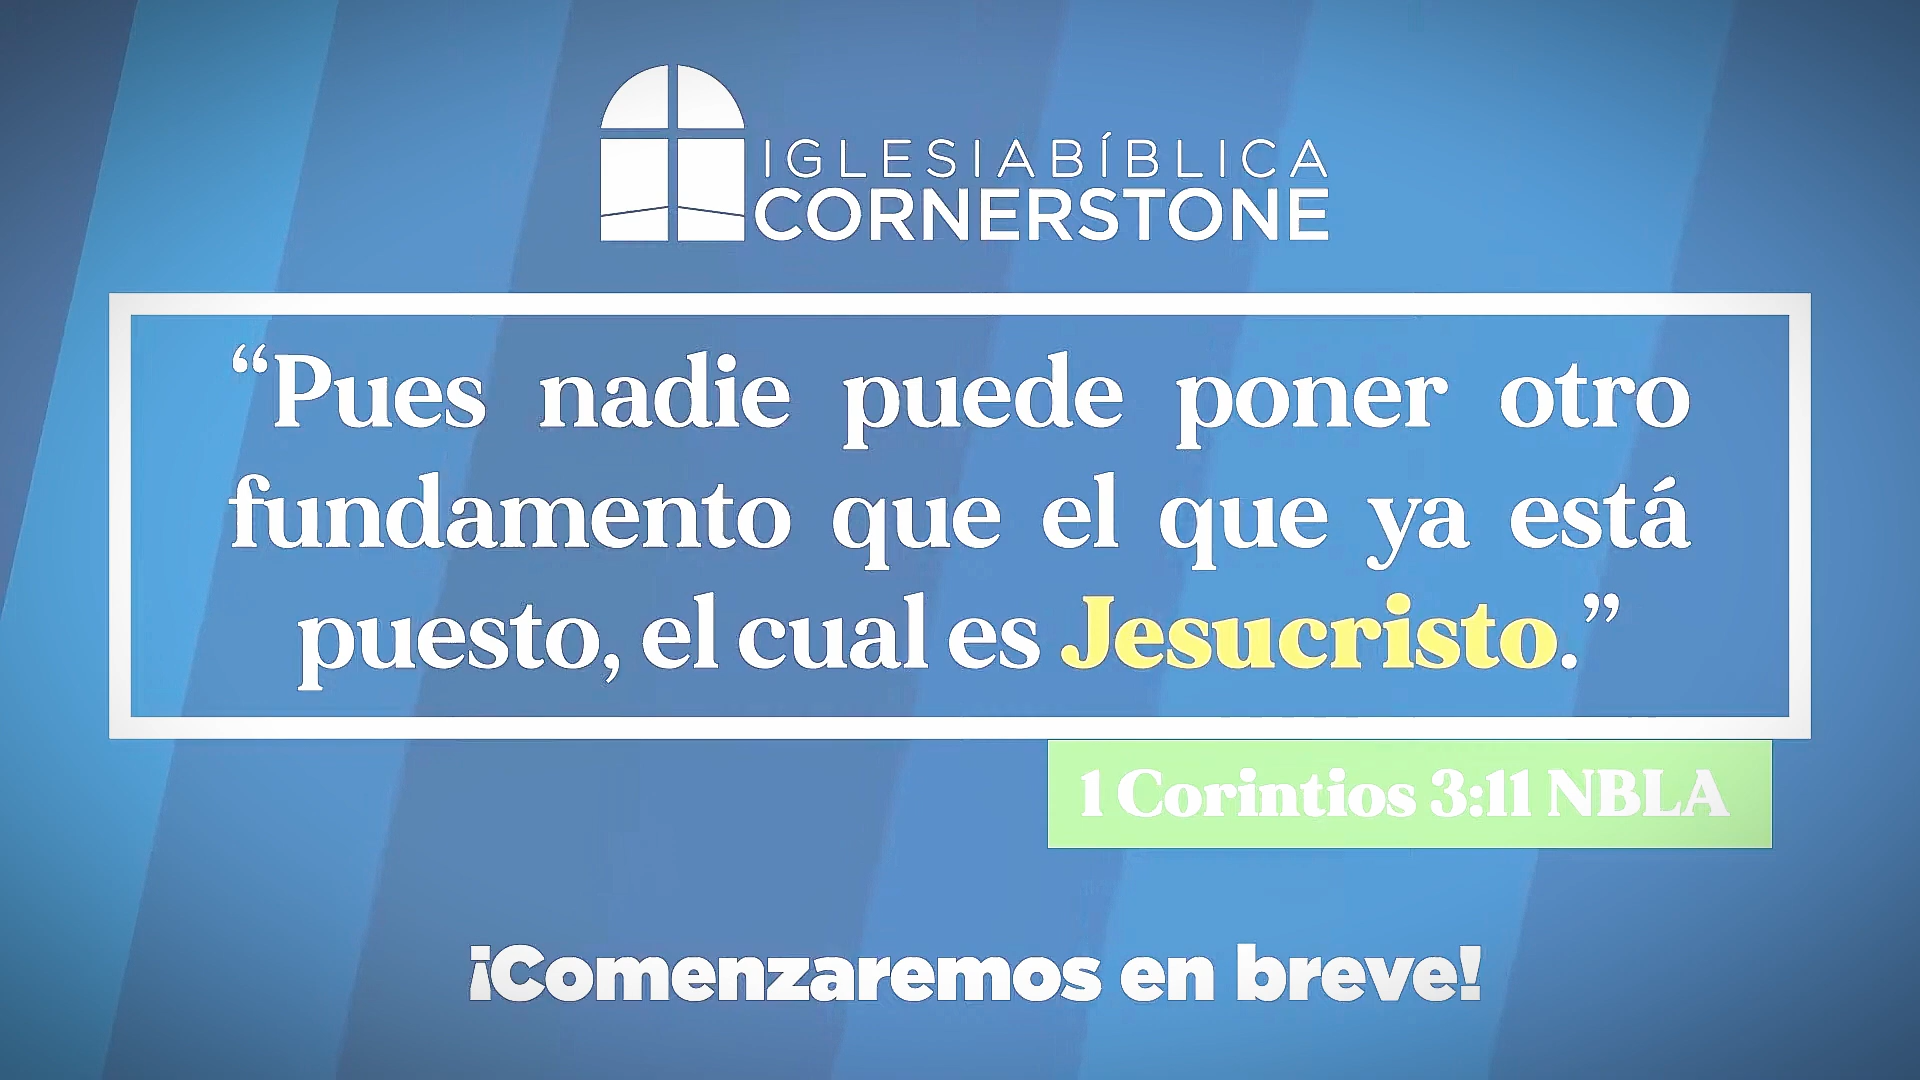 IGLESIABÍBLICA
CORNERSTONE
“Pues nadie puede poner otro
fundamento que el que ya está
puesto, el cual es Jesucristo.”
1 Corintios 3:11 NBLA
¡Comenzaremos en breve!